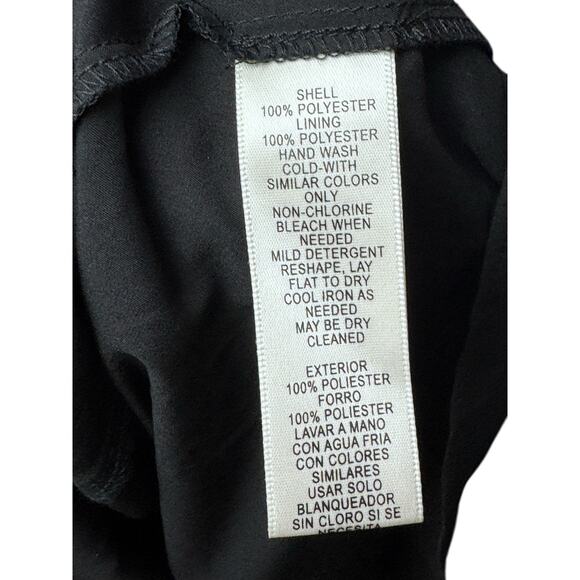 SHELL
100% POLYESTER
LINING
100% POLYESTER
HAND WASH
COLD-WITH
SIMILAR COLORS
ONLY
NON-CHLORINE
BLEACH WHEN
NEEDED
MILD DETERGENT
RESHAPE, LAY
FLAT TO DRY
COOL IRON AS
NEEDED
MAY BE DRY
CLEANED
EXTERIOR
100% POLIESTER
FORRO
100% POLIESTER
LAVAR A MANO
CON AGUA FRIA
CON COLORES
SIMILARES
USAR SOLO
BLANQUEADOR
SIN CLORO SI SE
NECESITA